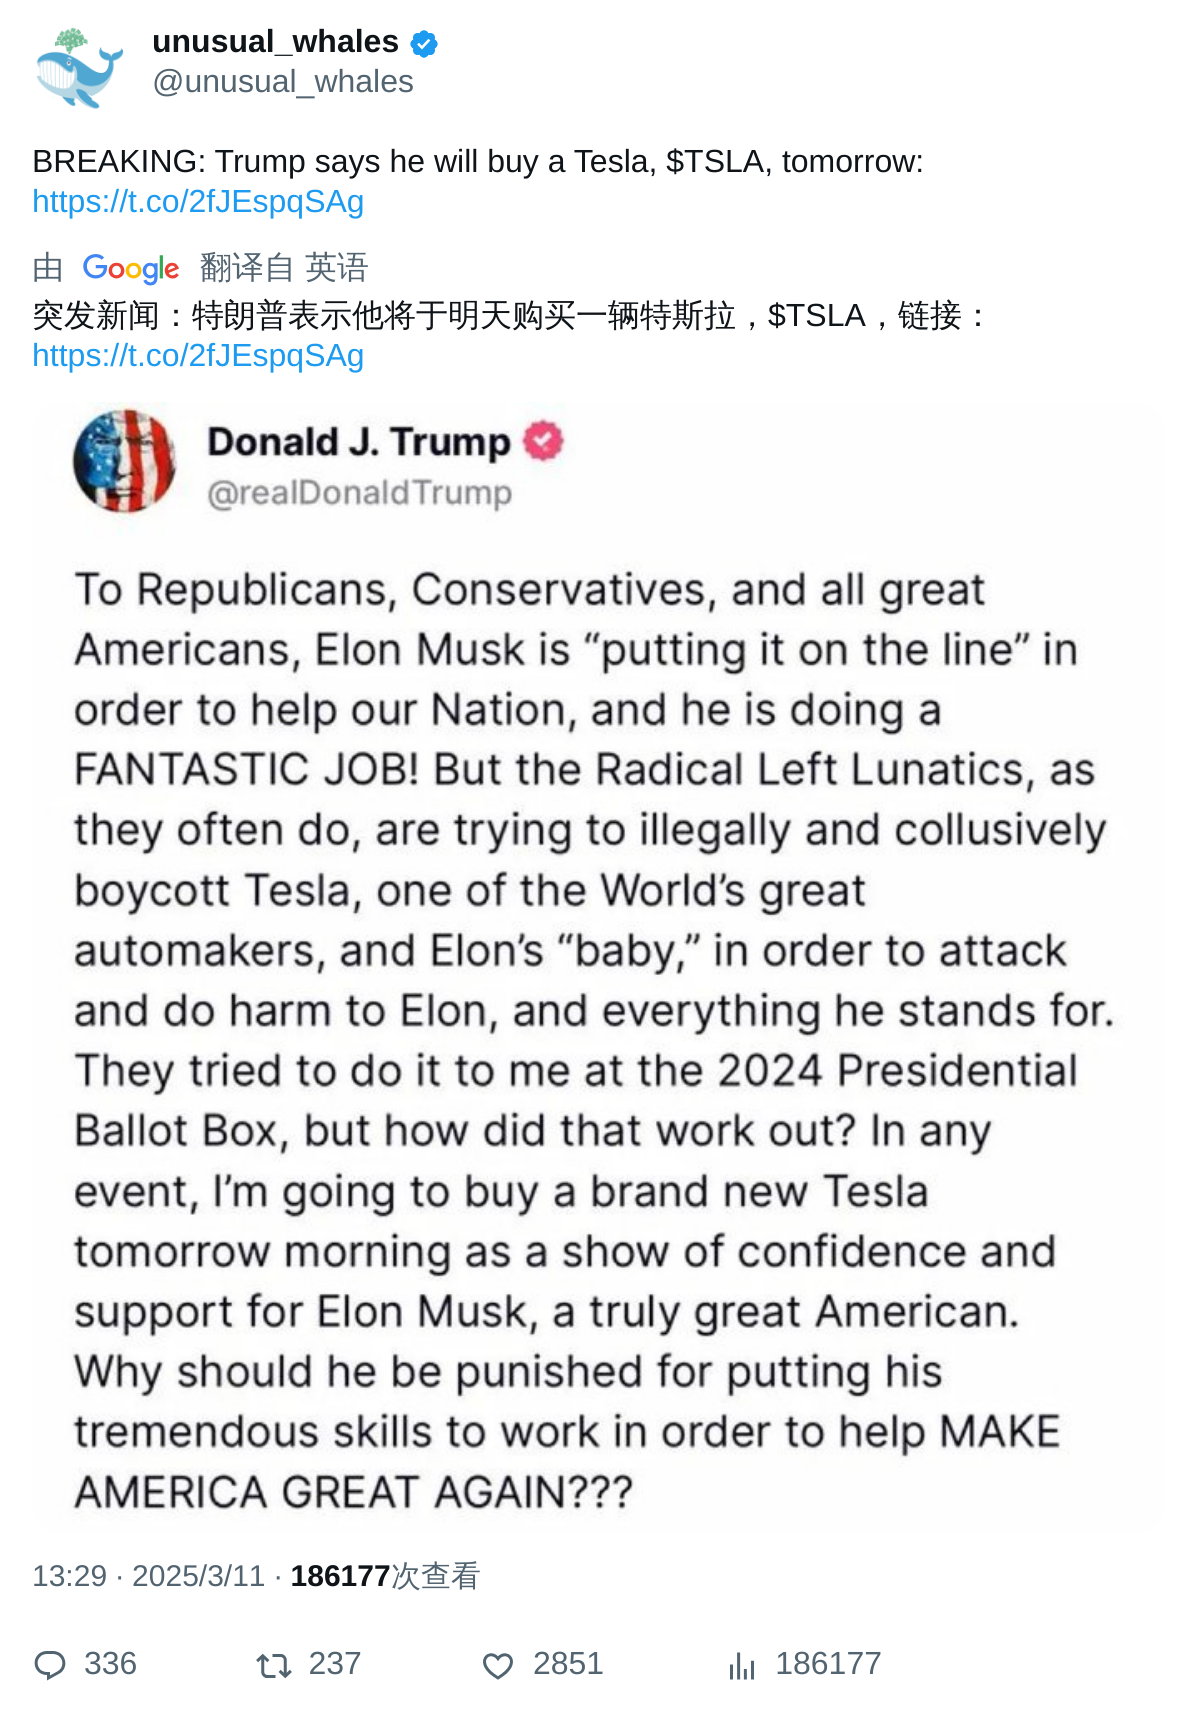 unusual_whales
@unusual_whales
BREAKING: Trump says he will buy a Tesla, $TSLA, tomorrow:
https://t.co/2fJEspqSAg
由 Google 翻译自 英语
突发新闻：特朗普表示他将于明天购买一辆特斯拉，$TSLA，链接：
https://t.co/2fJEspqSAg
Donald J. Trump
@realDonaldTrump
To Republicans, Conservatives, and all great
Americans, Elon Musk is “putting it on the line” in
order to help our Nation, and he is doing a
FANTASTIC JOB! But the Radical Left Lunatics, as
they often do, are trying to illegally and collusively
boycott Tesla, one of the World’s great
automakers, and Elon’s “baby,” in order to attack
and do harm to Elon, and everything he stands for.
They tried to do it to me at the 2024 Presidential
Ballot Box, but how did that work out? In any
event, I’m going to buy a brand new Tesla
tomorrow morning as a show of confidence and
support for Elon Musk, a truly great American.
Why should he be punished for putting his
tremendous skills to work in order to help MAKE
AMERICA GREAT AGAIN???
13:29 · 2025/3/11 · 186177次查看
336 237 2851 186177